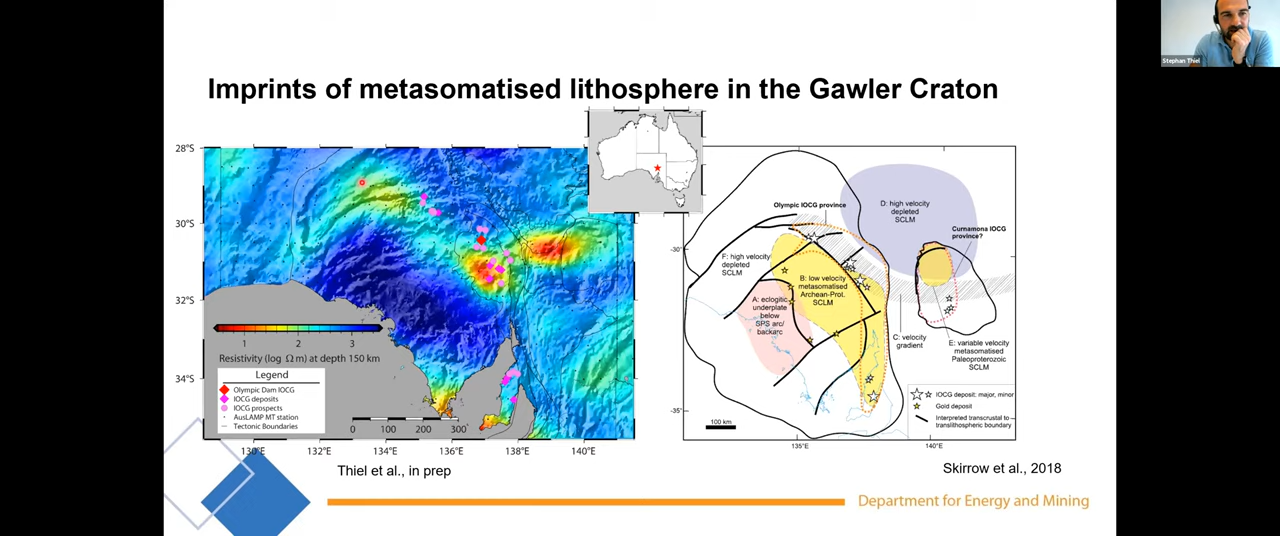 Stephan Thiel
Imprints of metasomatised lithosphere in the Gawler Craton
28°S
30°S
32°S
34°S
1 2 3
Resistivity (log Ω m) at depth 150 km
Legend
Olympic Dam IOCG
IOCG deposits
IOCG prospects
AusLAMP MT station
Tectonic Boundaries
0 100 200 300
130°E 132°E 134°E 136°E 138°E 140°E
Thiel et al., in prep
Olympic IOCG
province
D: high velocity
depleted
SCLM
Curnamona IOCG
province?
-30°
F: high velocity
depleted
SCLM
B: low velocity
metasomatised
Archean-Prot.
SCLM
A: eclogitic
underplate
below
SPS arc/
backarc
C: velocity
gradient
E: variable velocity
metasomatised
Paleoproterozoic
SCLM
IOCG deposit: major, minor
Gold deposit
Interpreted transcrustal to
translithospheric boundary
-35°
100 km
135°E 140°E
Skirrow et al., 2018
Department for Energy and Mining